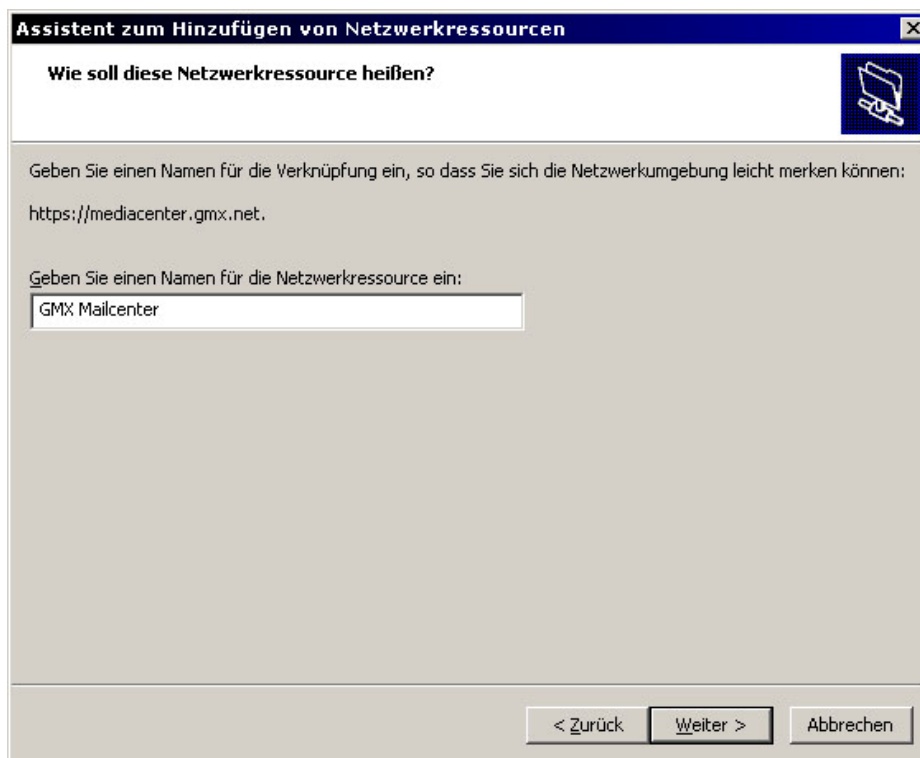 Assistent zum Hinzufügen von Netzwerkressourcen
Wie soll diese Netzwerkressource heißen?
Geben Sie einen Namen für die Verknüpfung ein, so dass Sie sich die Netzwerkumgebung leicht merken können:
https://mediacenter.gmx.net.
Geben Sie einen Namen für die Netzwerkressource ein:
GMX Mailcenter
< Zurück Weiter > Abbrechen